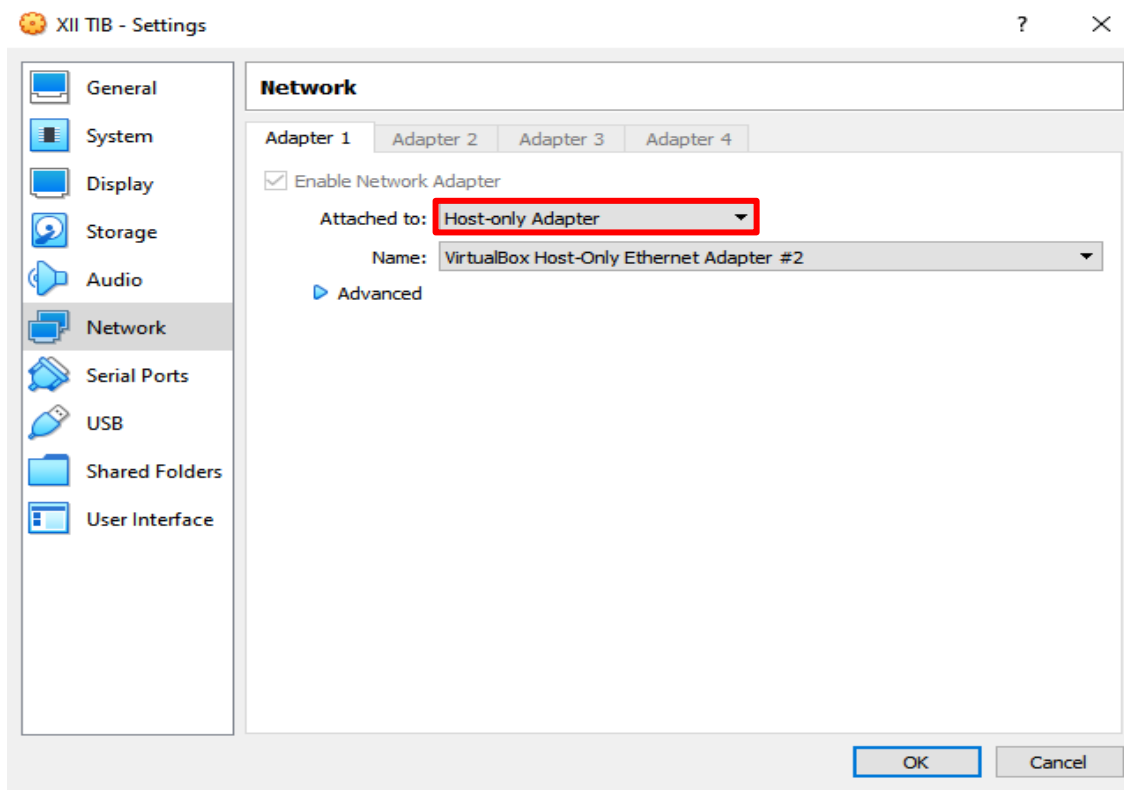 XII TIB - Settings
?
General
System
Display
Storage
Audio
Network
Serial Ports
USB
Shared Folders
User Interface
Network
Adapter 1 Adapter 2 Adapter 3 Adapter 4
Enable Network Adapter
Attached to: Host-only Adapter
Name: VirtualBox Host-Only Ethernet Adapter #2
Advanced
OK Cancel